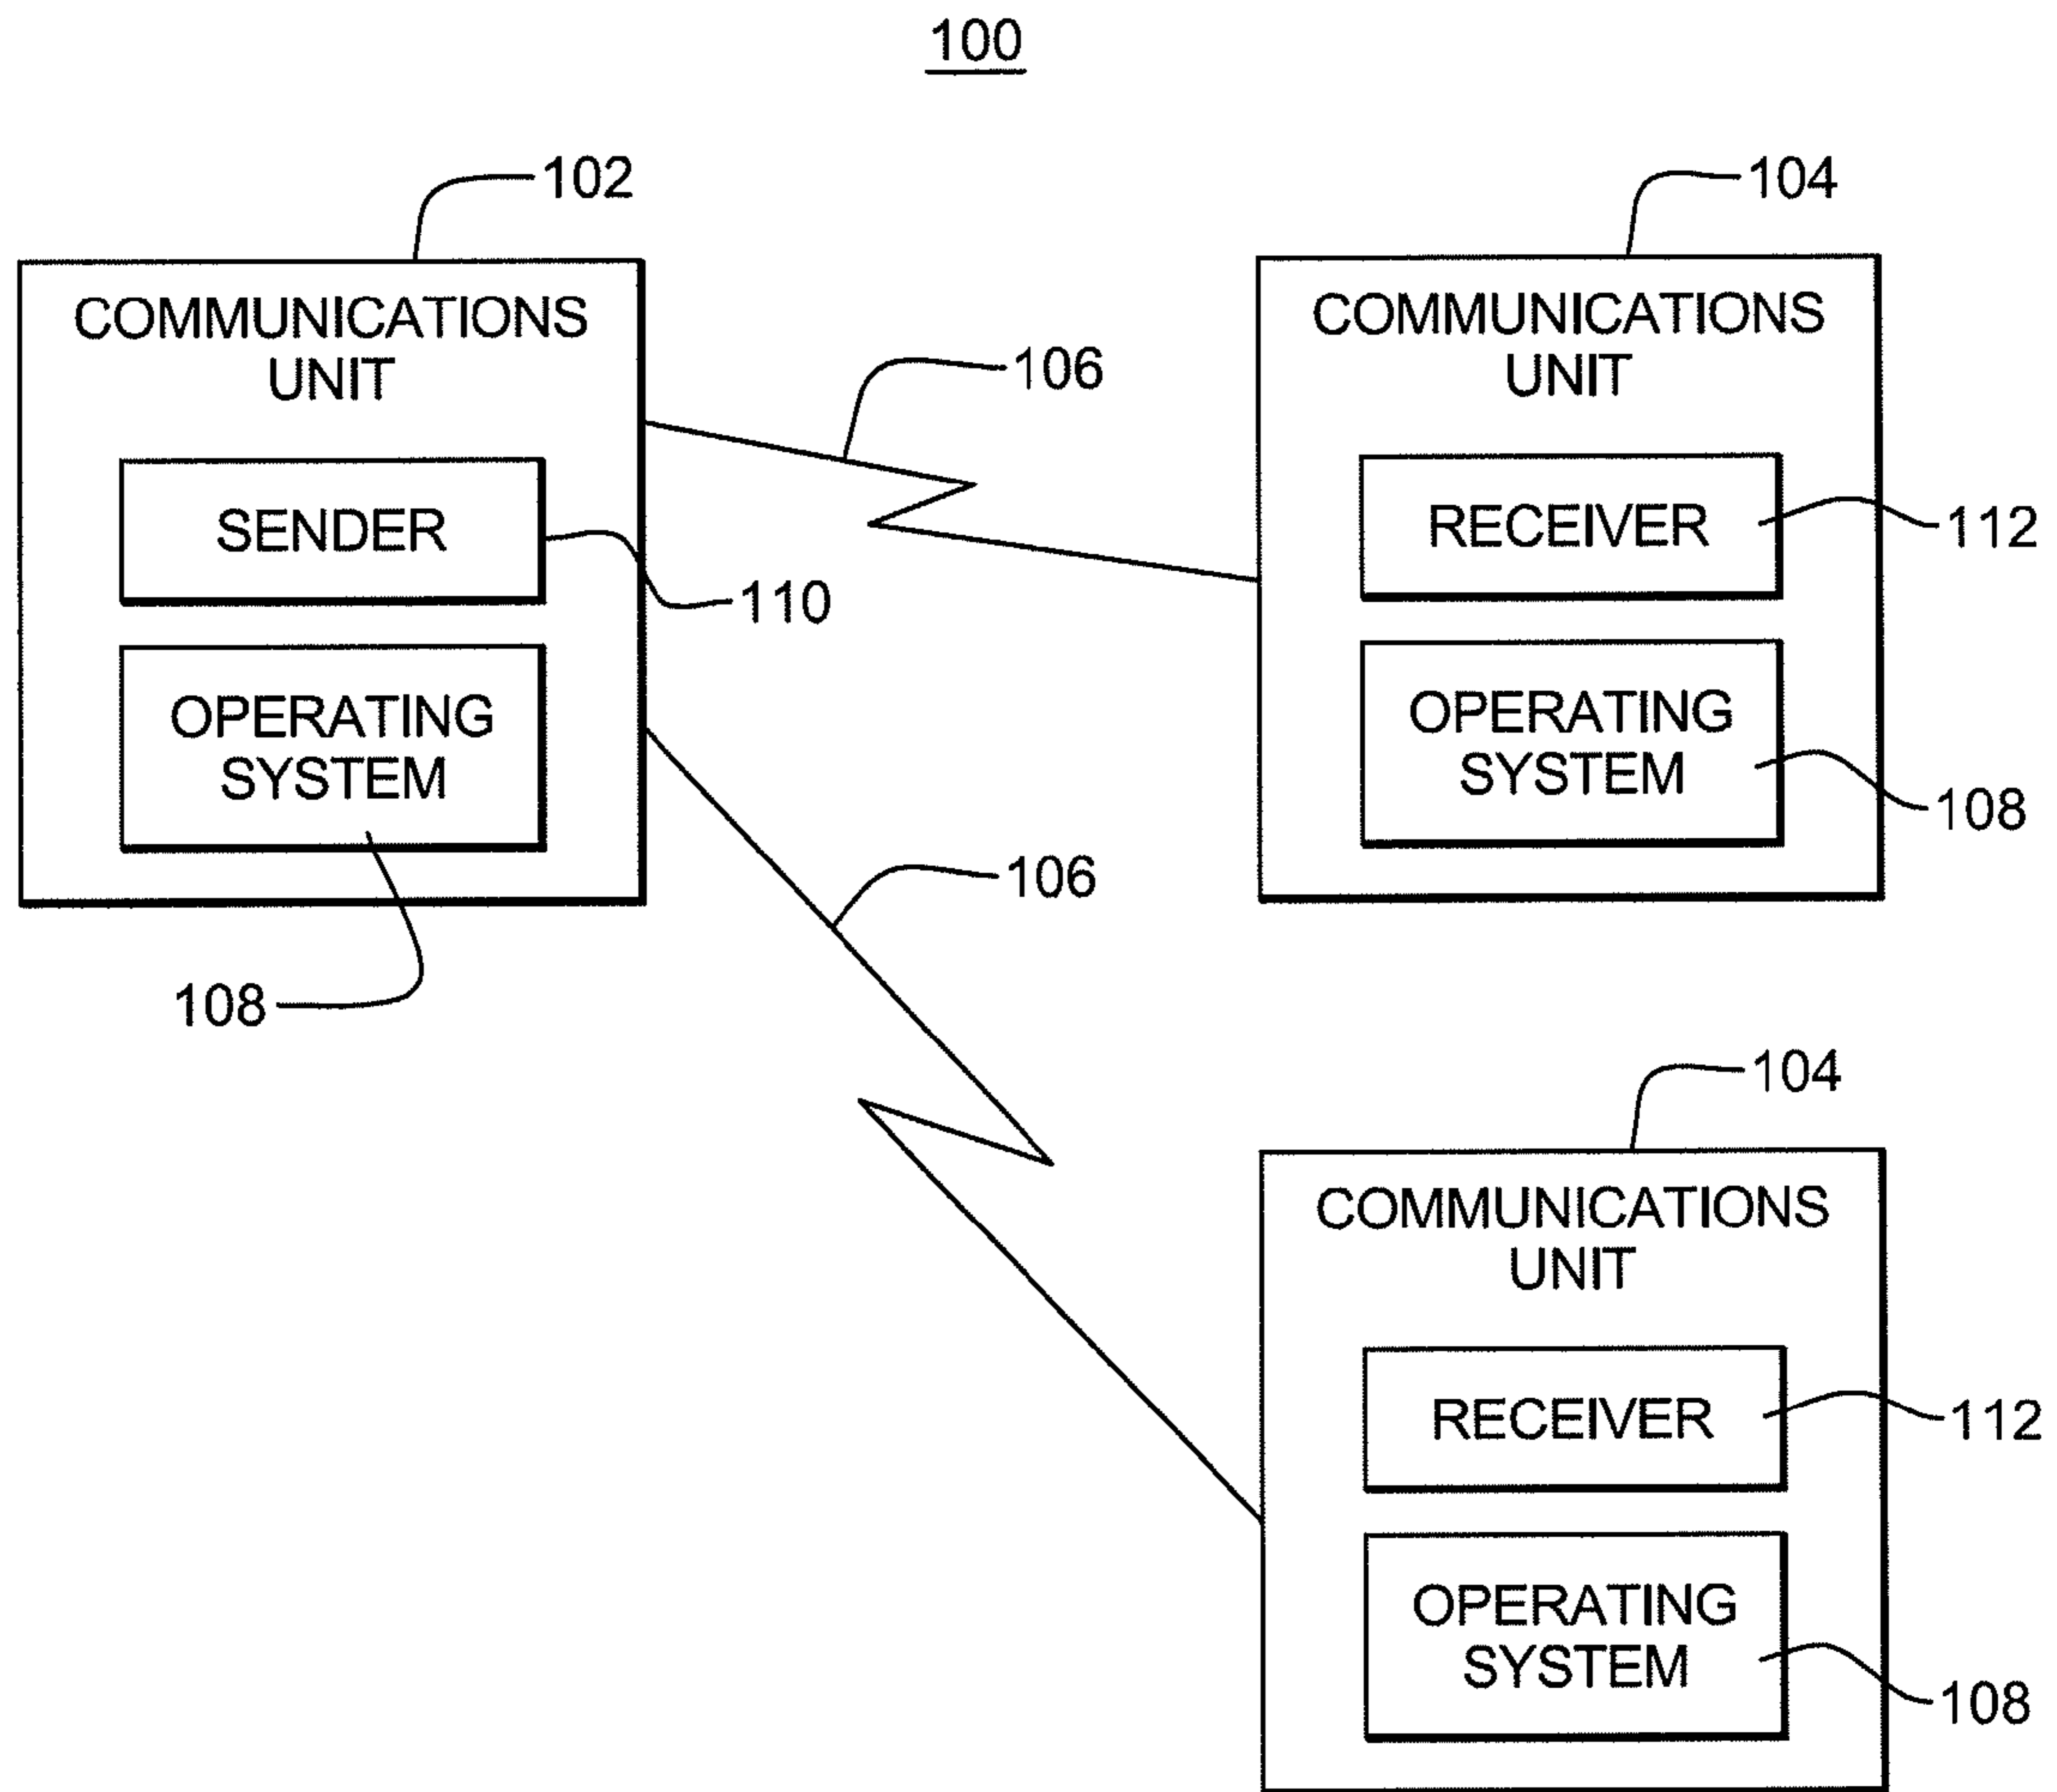 100
102
COMMUNICATIONS
UNIT
SENDER
110
OPERATING
SYSTEM
108
106
106
104
COMMUNICATIONS
UNIT
RECEIVER
112
OPERATING
SYSTEM
108
104
COMMUNICATIONS
UNIT
RECEIVER
112
OPERATING
SYSTEM
108